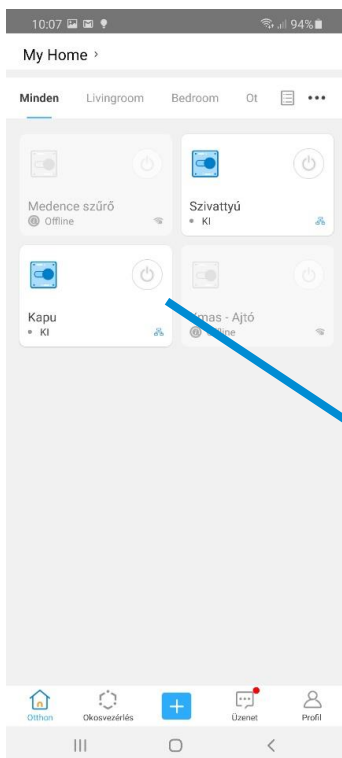 10:07 94%
My Home >
Minden Livingroom Bedroom Ot
Medence szűrő
Offline
Szivattyú
KI
Kapu
KI
- Ajtó
Otthon Okosvezérlés Üzenet Profil